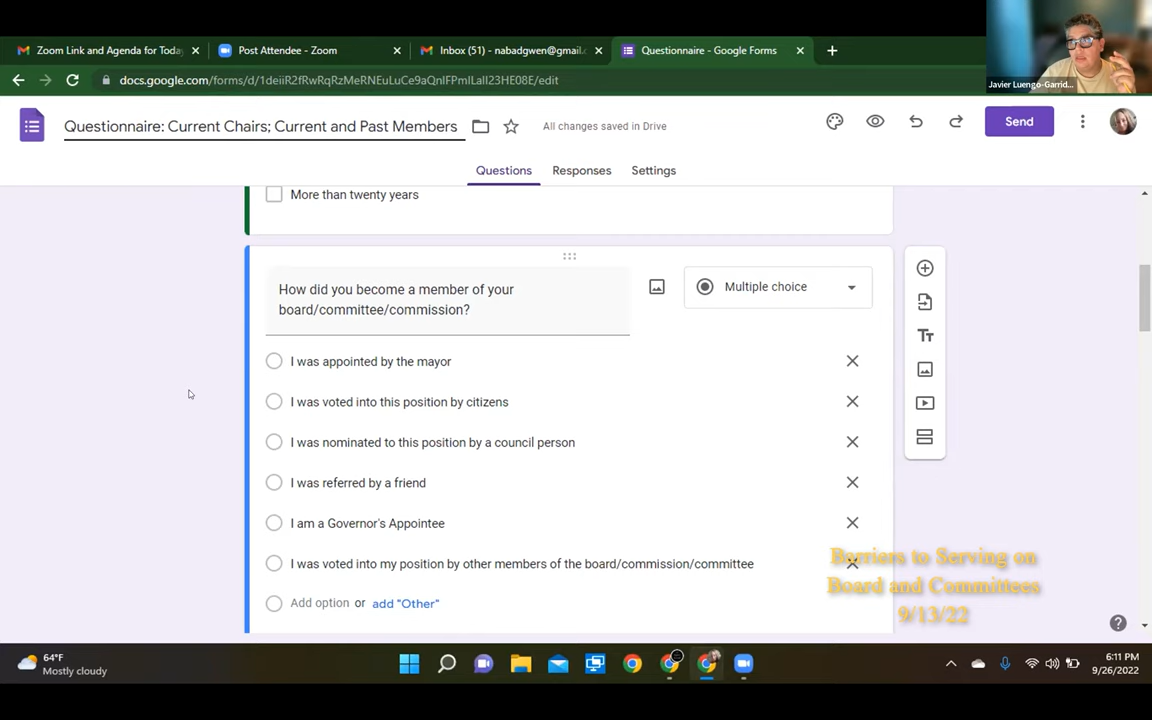 Zoom Link and Agenda for Toda
Post Attendee - Zoom
Inbox (51) - nabadgwen@gmail.
Questionnaire - Google Forms
docs.google.com/forms/d/1deiiR2fRwRqRzMeRNEuLuCe9aQnIFPmILaII23HE08E/edit
Javier Luengo-Garrid...
Questionnaire: Current Chairs; Current and Past Members
All changes saved in Drive
Send
Questions
Responses
Settings
More than twenty years
How did you become a member of your
board/committee/commission?
Multiple choice
I was appointed by the mayor
I was voted into this position by citizens
I was nominated to this position by a council person
I was referred by a friend
I am a Governor's Appointee
I was voted into my position by other members of the board/commission/committee
Add option or add "Other"
Tт
Barriers to Serving on
Board and Committees
9/13/22
64°F
Mostly cloudy
6:11 PM
9/26/2022